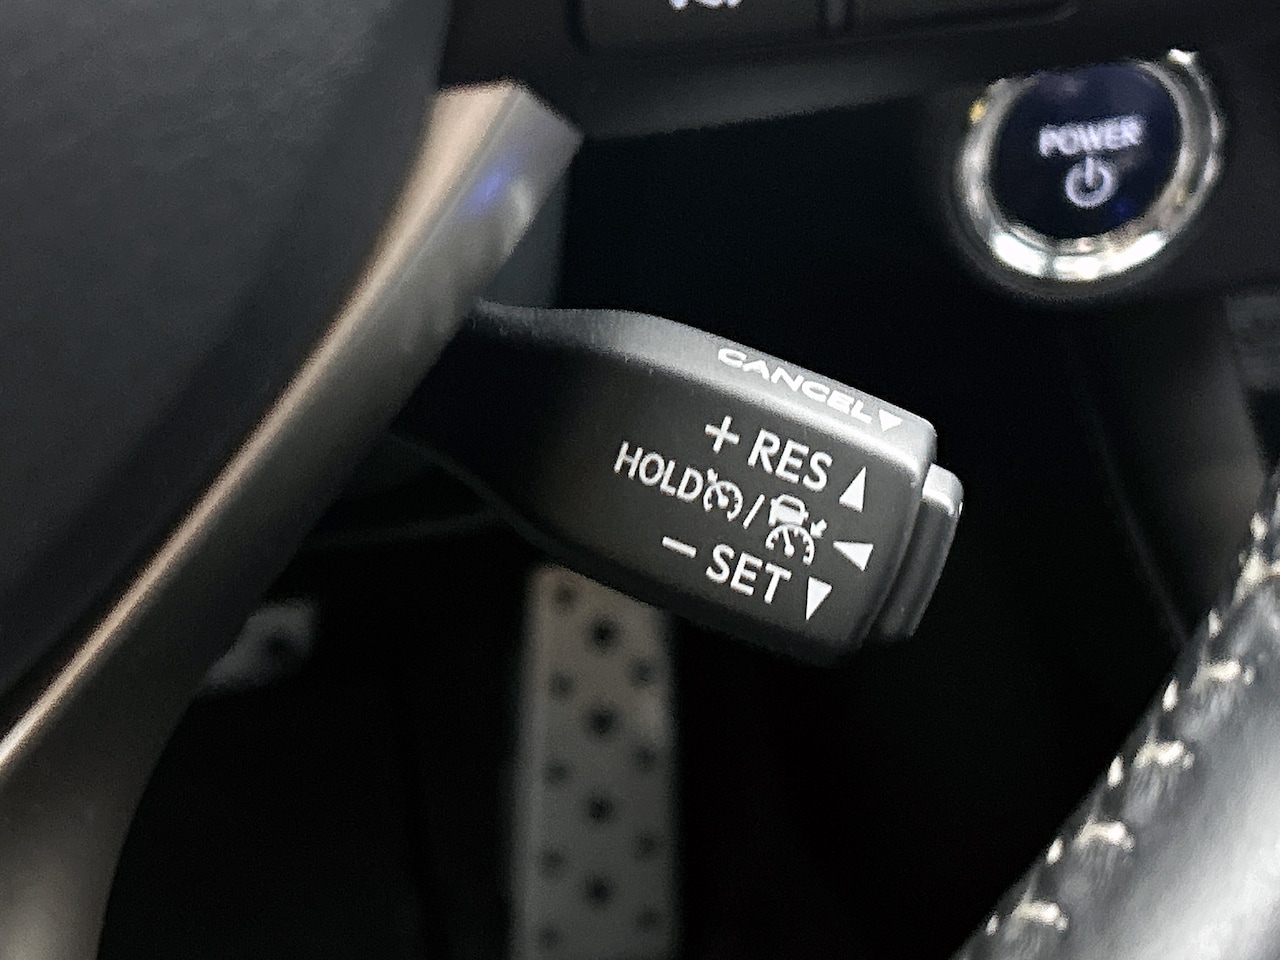 POWER
CANCEL
+ RES
HOLD /
− SET